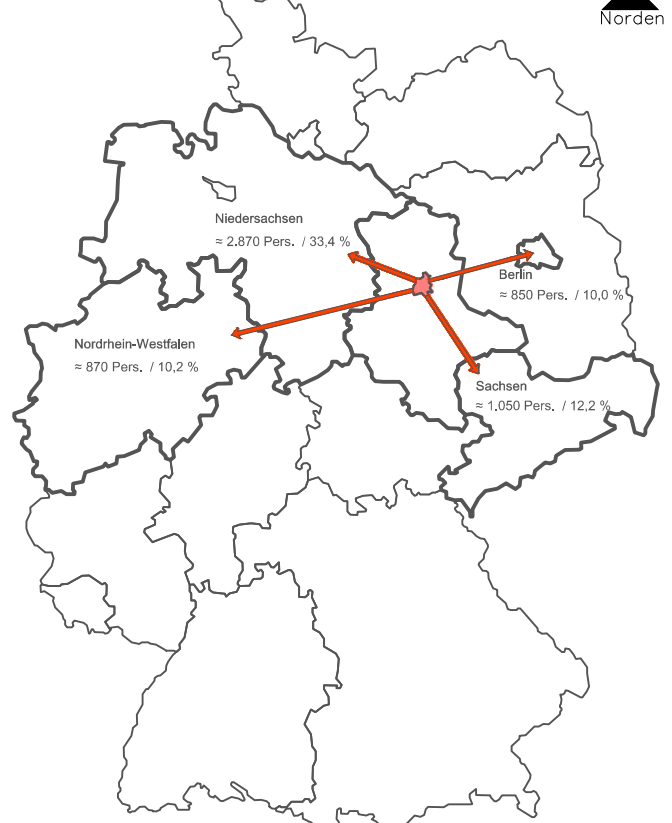 Norden
Niedersachsen
≈ 2.870 Pers. / 33,4 %
Berlin
≈ 850 Pers. / 10,0 %
Nordrhein-Westfalen
≈ 870 Pers. / 10,2 %
Sachsen
≈ 1.050 Pers. / 12,2 %